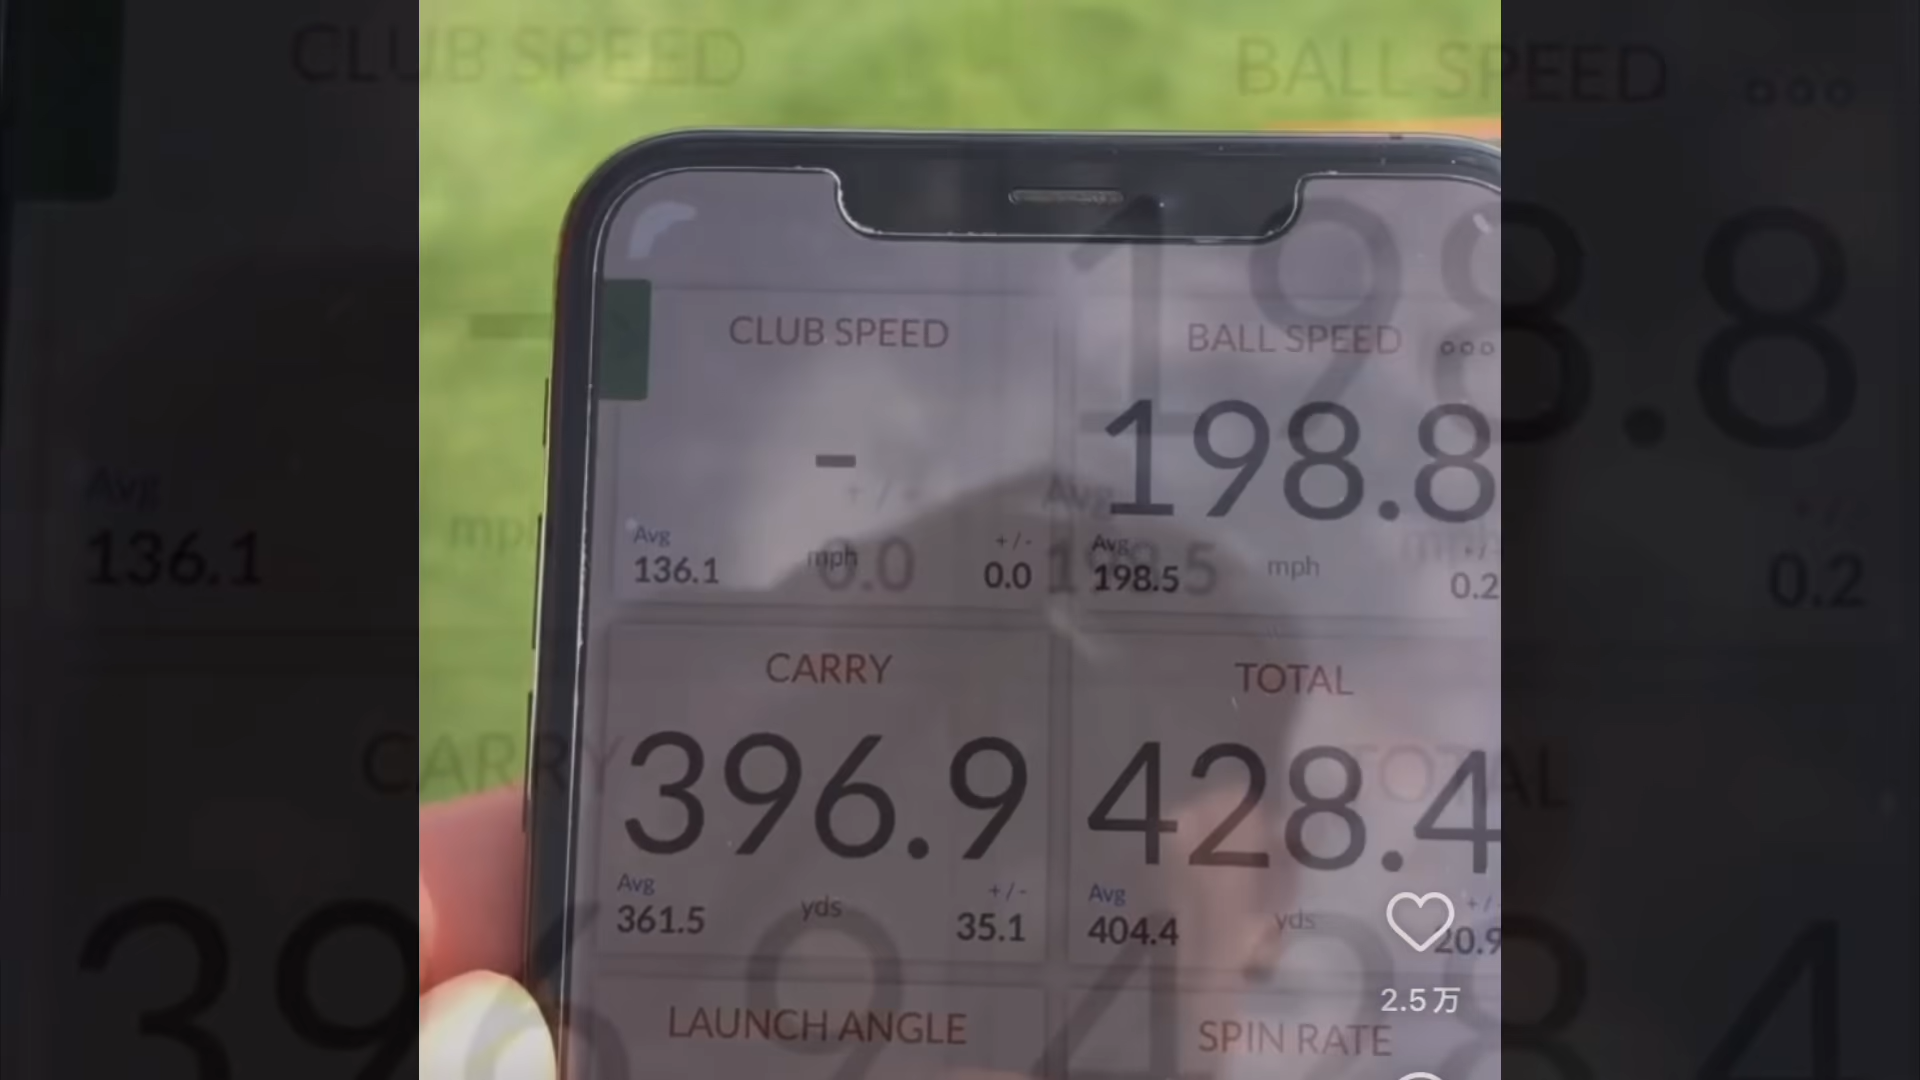 CLUB SPEED
BALL SPEED
-
198.8
Avg
136.1
mph
+/-
0.0
Avg
198.5
mph
+/-
0.2
CARRY
TOTAL
396.9
428.4
Avg
361.5
yds
+/-
35.1
Avg
404.4
yds
+/-
20.9
LAUNCH ANGLE
SPIN RATE
2.5万